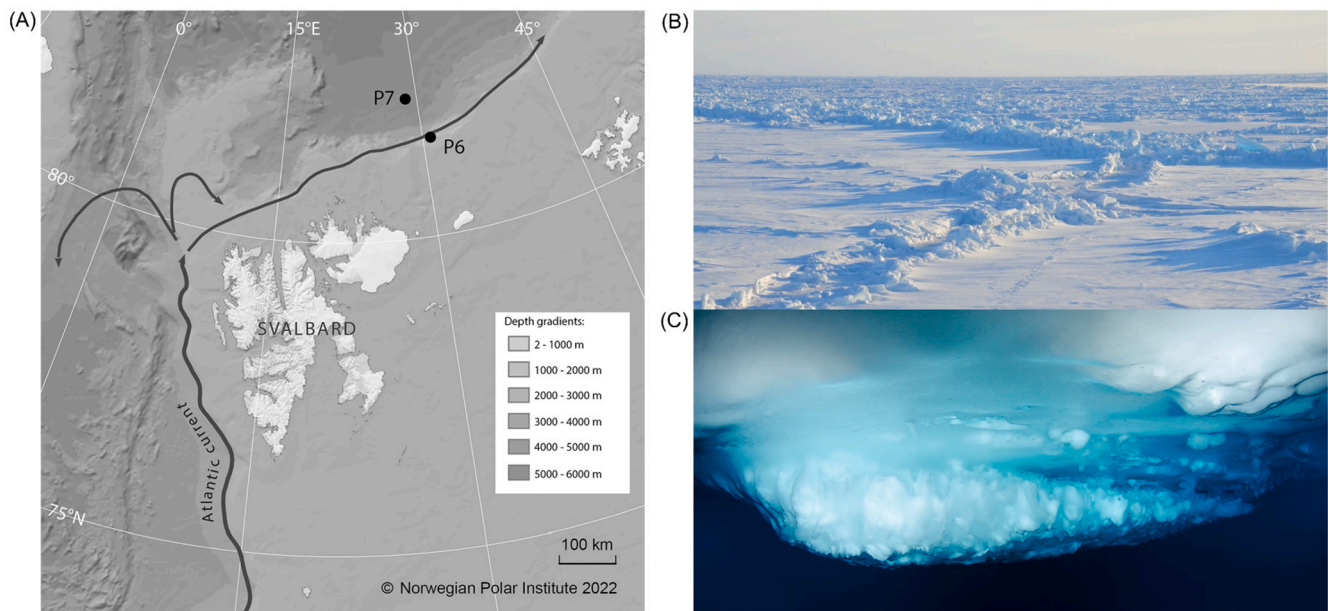 (A)
0°
15°E
30°
45°
P7
P6
80°
SVALBARD
Depth gradients:
2 - 1000 m
1000 - 2000 m
2000 - 3000 m
3000 - 4000 m
4000 - 5000 m
5000 - 6000 m
Atlantic current
75°N
100 km
© Norwegian Polar Institute 2022
(B)
(C)